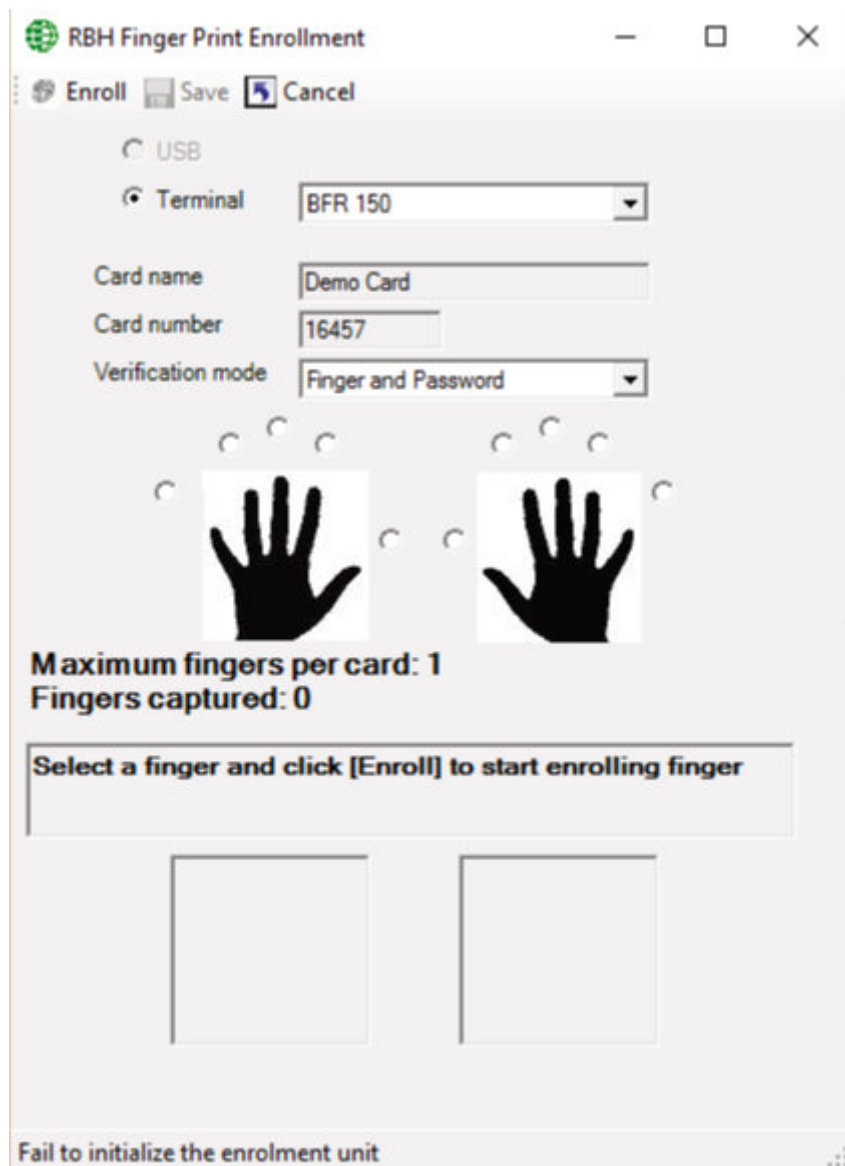 RBH Finger Print Enrollment
Enroll Save Cancel
USB
Terminal BFR 150
Card name Demo Card
Card number 16457
Verification mode Finger and Password
Maximum fingers per card: 1
Fingers captured: 0
Select a finger and click [Enroll] to start enrolling finger
Fail to initialize the enrolment unit